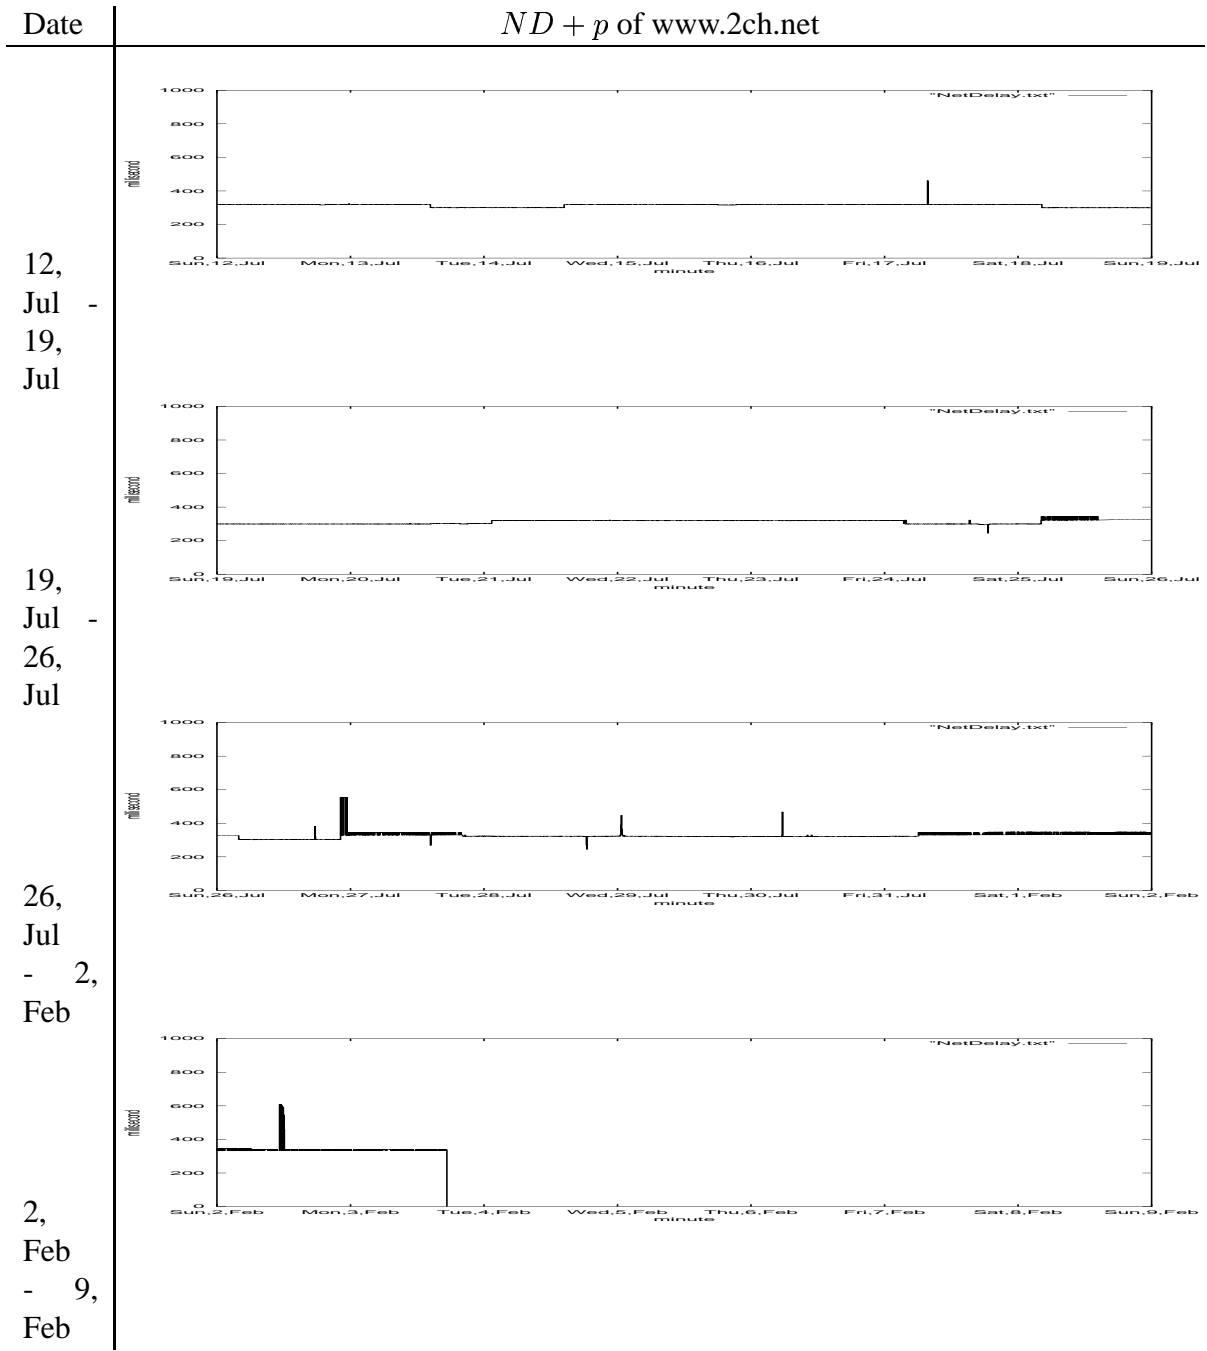 Date
ND + p of www.2ch.net
12,
Jul -
19,
Jul
1000
"NetDelay.txt"
800
600
millisecond
400
200
0
Sun,12,Jul Mon,13,Jul Tue,14,Jul Wed,15,Jul Thu,16,Jul Fri,17,Jul Sat,18,Jul Sun,19,Jul
minute
19,
Jul -
26,
Jul
1000
"NetDelay.txt"
800
600
millisecond
400
200
0
Sun,19,Jul Mon,20,Jul Tue,21,Jul Wed,22,Jul Thu,23,Jul Fri,24,Jul Sat,25,Jul Sun,26,Jul
minute
26,
Jul
- 2,
Feb
1000
"NetDelay.txt"
800
600
millisecond
400
200
0
Sun,26,Jul Mon,27,Jul Tue,28,Jul Wed,29,Jul Thu,30,Jul Fri,31,Jul Sat,1,Feb Sun,2,Feb
minute
2,
Feb
- 9,
Feb
1000
"NetDelay.txt"
800
600
millisecond
400
200
0
Sun,2,Feb Mon,3,Feb Tue,4,Feb Wed,5,Feb Thu,6,Feb Fri,7,Feb Sat,8,Feb Sun,9,Feb
minute